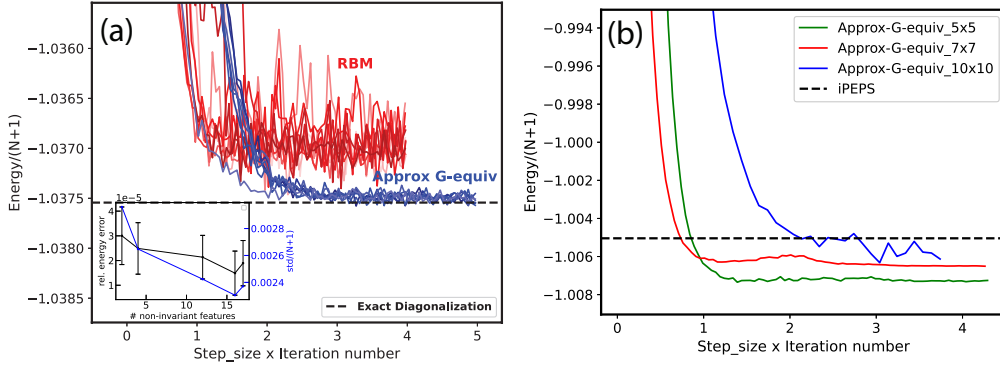 (a)
Energy/(N+1)
−1.0360
−1.0365
−1.0370
−1.0375
−1.0380
−1.0385
RBM
Approx G-equiv
1e−5
rel. energy error
4
3
2
1
5
10
15
# non-invariant features
0.0028
0.0026
0.0024
std/(N+1)
Exact Diagonalization
0
1
2
3
4
5
Step_size x Iteration number
(b)
Energy/(N+1)
−0.994
−0.996
−0.998
−1.000
−1.002
−1.004
−1.006
−1.008
Approx-G-equiv_5x5
Approx-G-equiv_7x7
Approx-G-equiv_10x10
iPEPS
0
1
2
3
4
Step_size x Iteration number